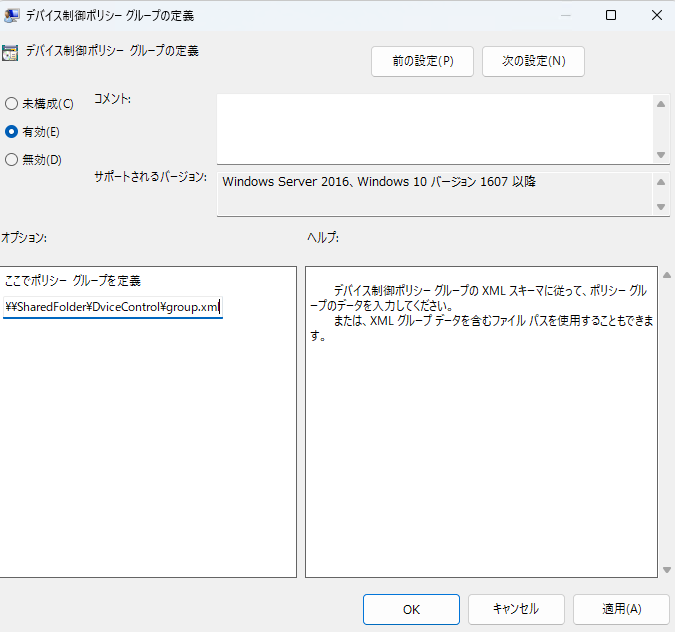 デバイス制御ポリシー グループの定義
デバイス制御ポリシー グループの定義
前の設定(P)
次の設定(N)
未構成(C)
有効(E)
無効(D)
コメント:
サポートされるバージョン:
Windows Server 2016、Windows 10 バージョン 1607 以降
オプション:
ヘルプ:
ここでポリシー グループを定義
¥¥SharedFolder¥DviceControl¥group.xml
デバイス制御ポリシー グループの XML スキーマに従って、ポリシー グル
ープのデータを入力してください。
または、XML グループ データを含むファイル パスを使用することもできま
す。
OK
キャンセル
適用(A)